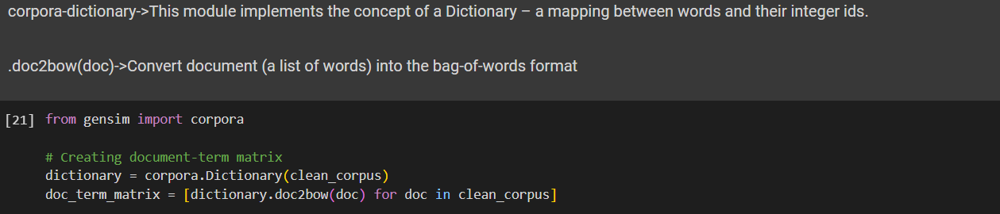 corpora-dictionary->This module implements the concept of a Dictionary – a mapping between words and their integer ids.
.doc2bow(doc)->Convert document (a list of words) into the bag-of-words format
[21] from gensim import corpora
# Creating document-term matrix
dictionary = corpora.Dictionary(clean_corpus)
doc_term_matrix = [dictionary.doc2bow(doc) for doc in clean_corpus]